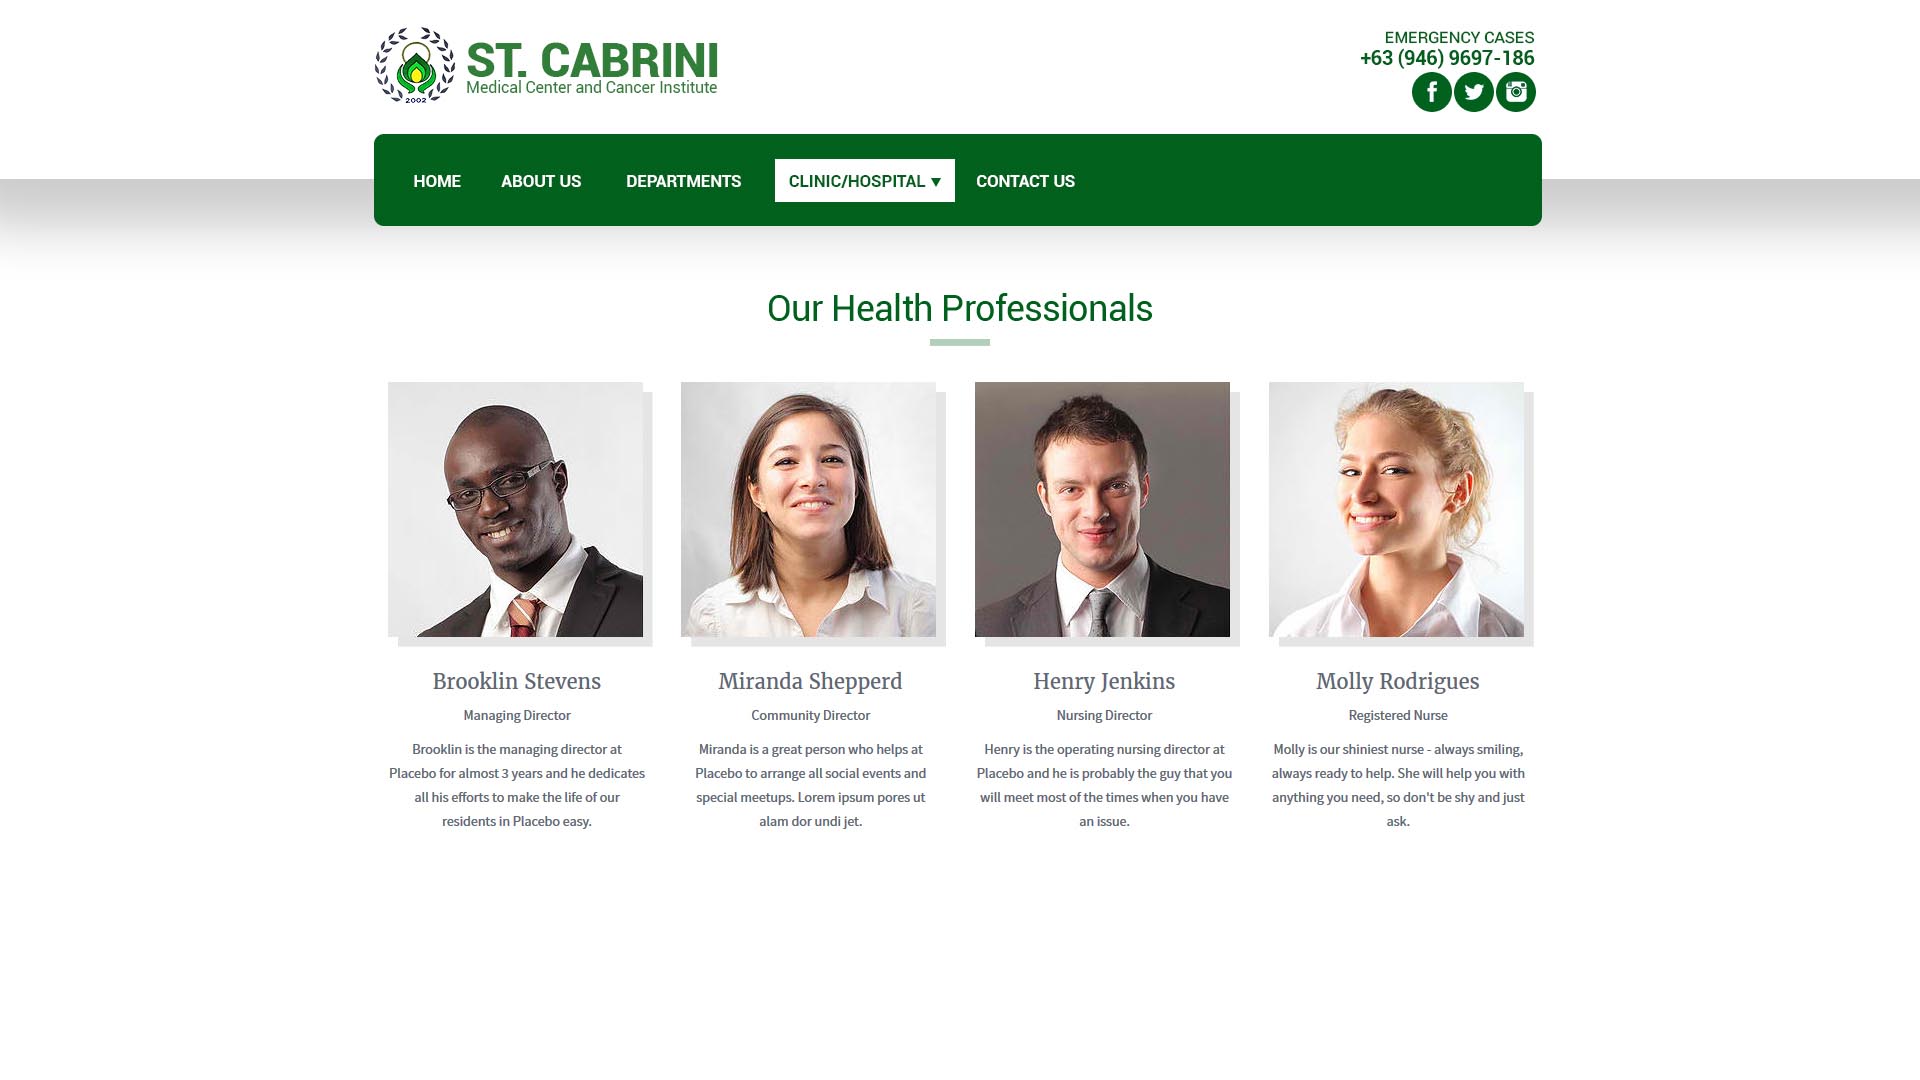 ST. CABRINI
Medical Center and Cancer Institute
2002
EMERGENCY CASES
+63 (946) 9697-186
HOME
ABOUT US
DEPARTMENTS
CLINIC/HOSPITAL
CONTACT US
Our Health Professionals
Brooklin Stevens
Managing Director
Brooklin is the managing director at
Placebo for almost 3 years and he dedicates
all his efforts to make the life of our
residents in Placebo easy.
Miranda Shepperd
Community Director
Miranda is a great person who helps at
Placebo to arrange all social events and
special meetups. Lorem ipsum pores ut
alam dor undi jet.
Henry Jenkins
Nursing Director
Henry is the operating nursing director at
Placebo and he is probably the guy that you
will meet most of the times when you have
an issue.
Molly Rodrigues
Registered Nurse
Molly is our shiniest nurse - always smiling,
always ready to help. She will help you with
anything you need, so don't be shy and just
ask.